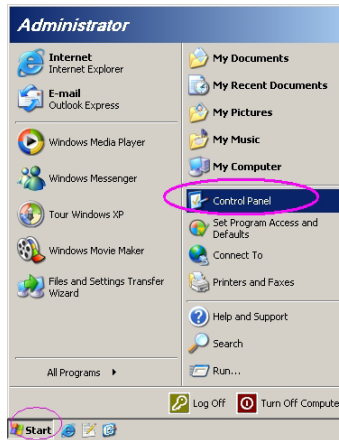 Administrator
Internet
Internet Explorer
E-mail
Outlook Express
Windows Media Player
Windows Messenger
Tour Windows XP
Windows Movie Maker
Files and Settings Transfer
Wizard
All Programs
My Documents
My Recent Documents
My Pictures
My Music
My Computer
Control Panel
Set Program Access and
Defaults
Connect To
Printers and Faxes
Help and Support
Search
Run...
Log Off
Turn Off Compute
Start